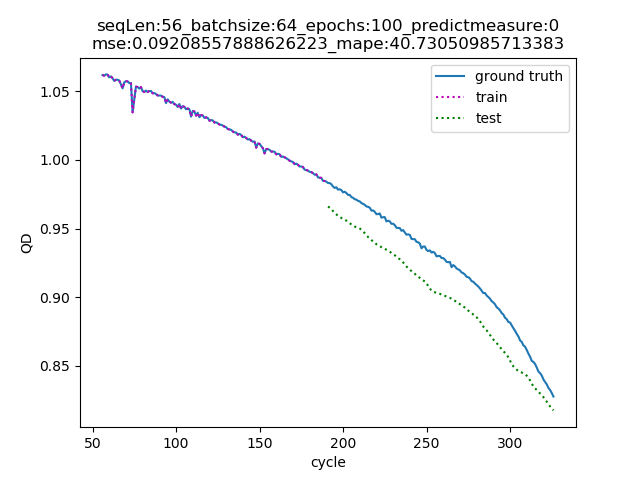 seqLen:56_batchsize:64_epochs:100_predictmeasure:0
mse:0.09208557888626223_mape:40.73050985713383
ground truth
train
test
1.05
1.00
0.95
0.90
0.85
QD
50 100 150 200 250 300
cycle